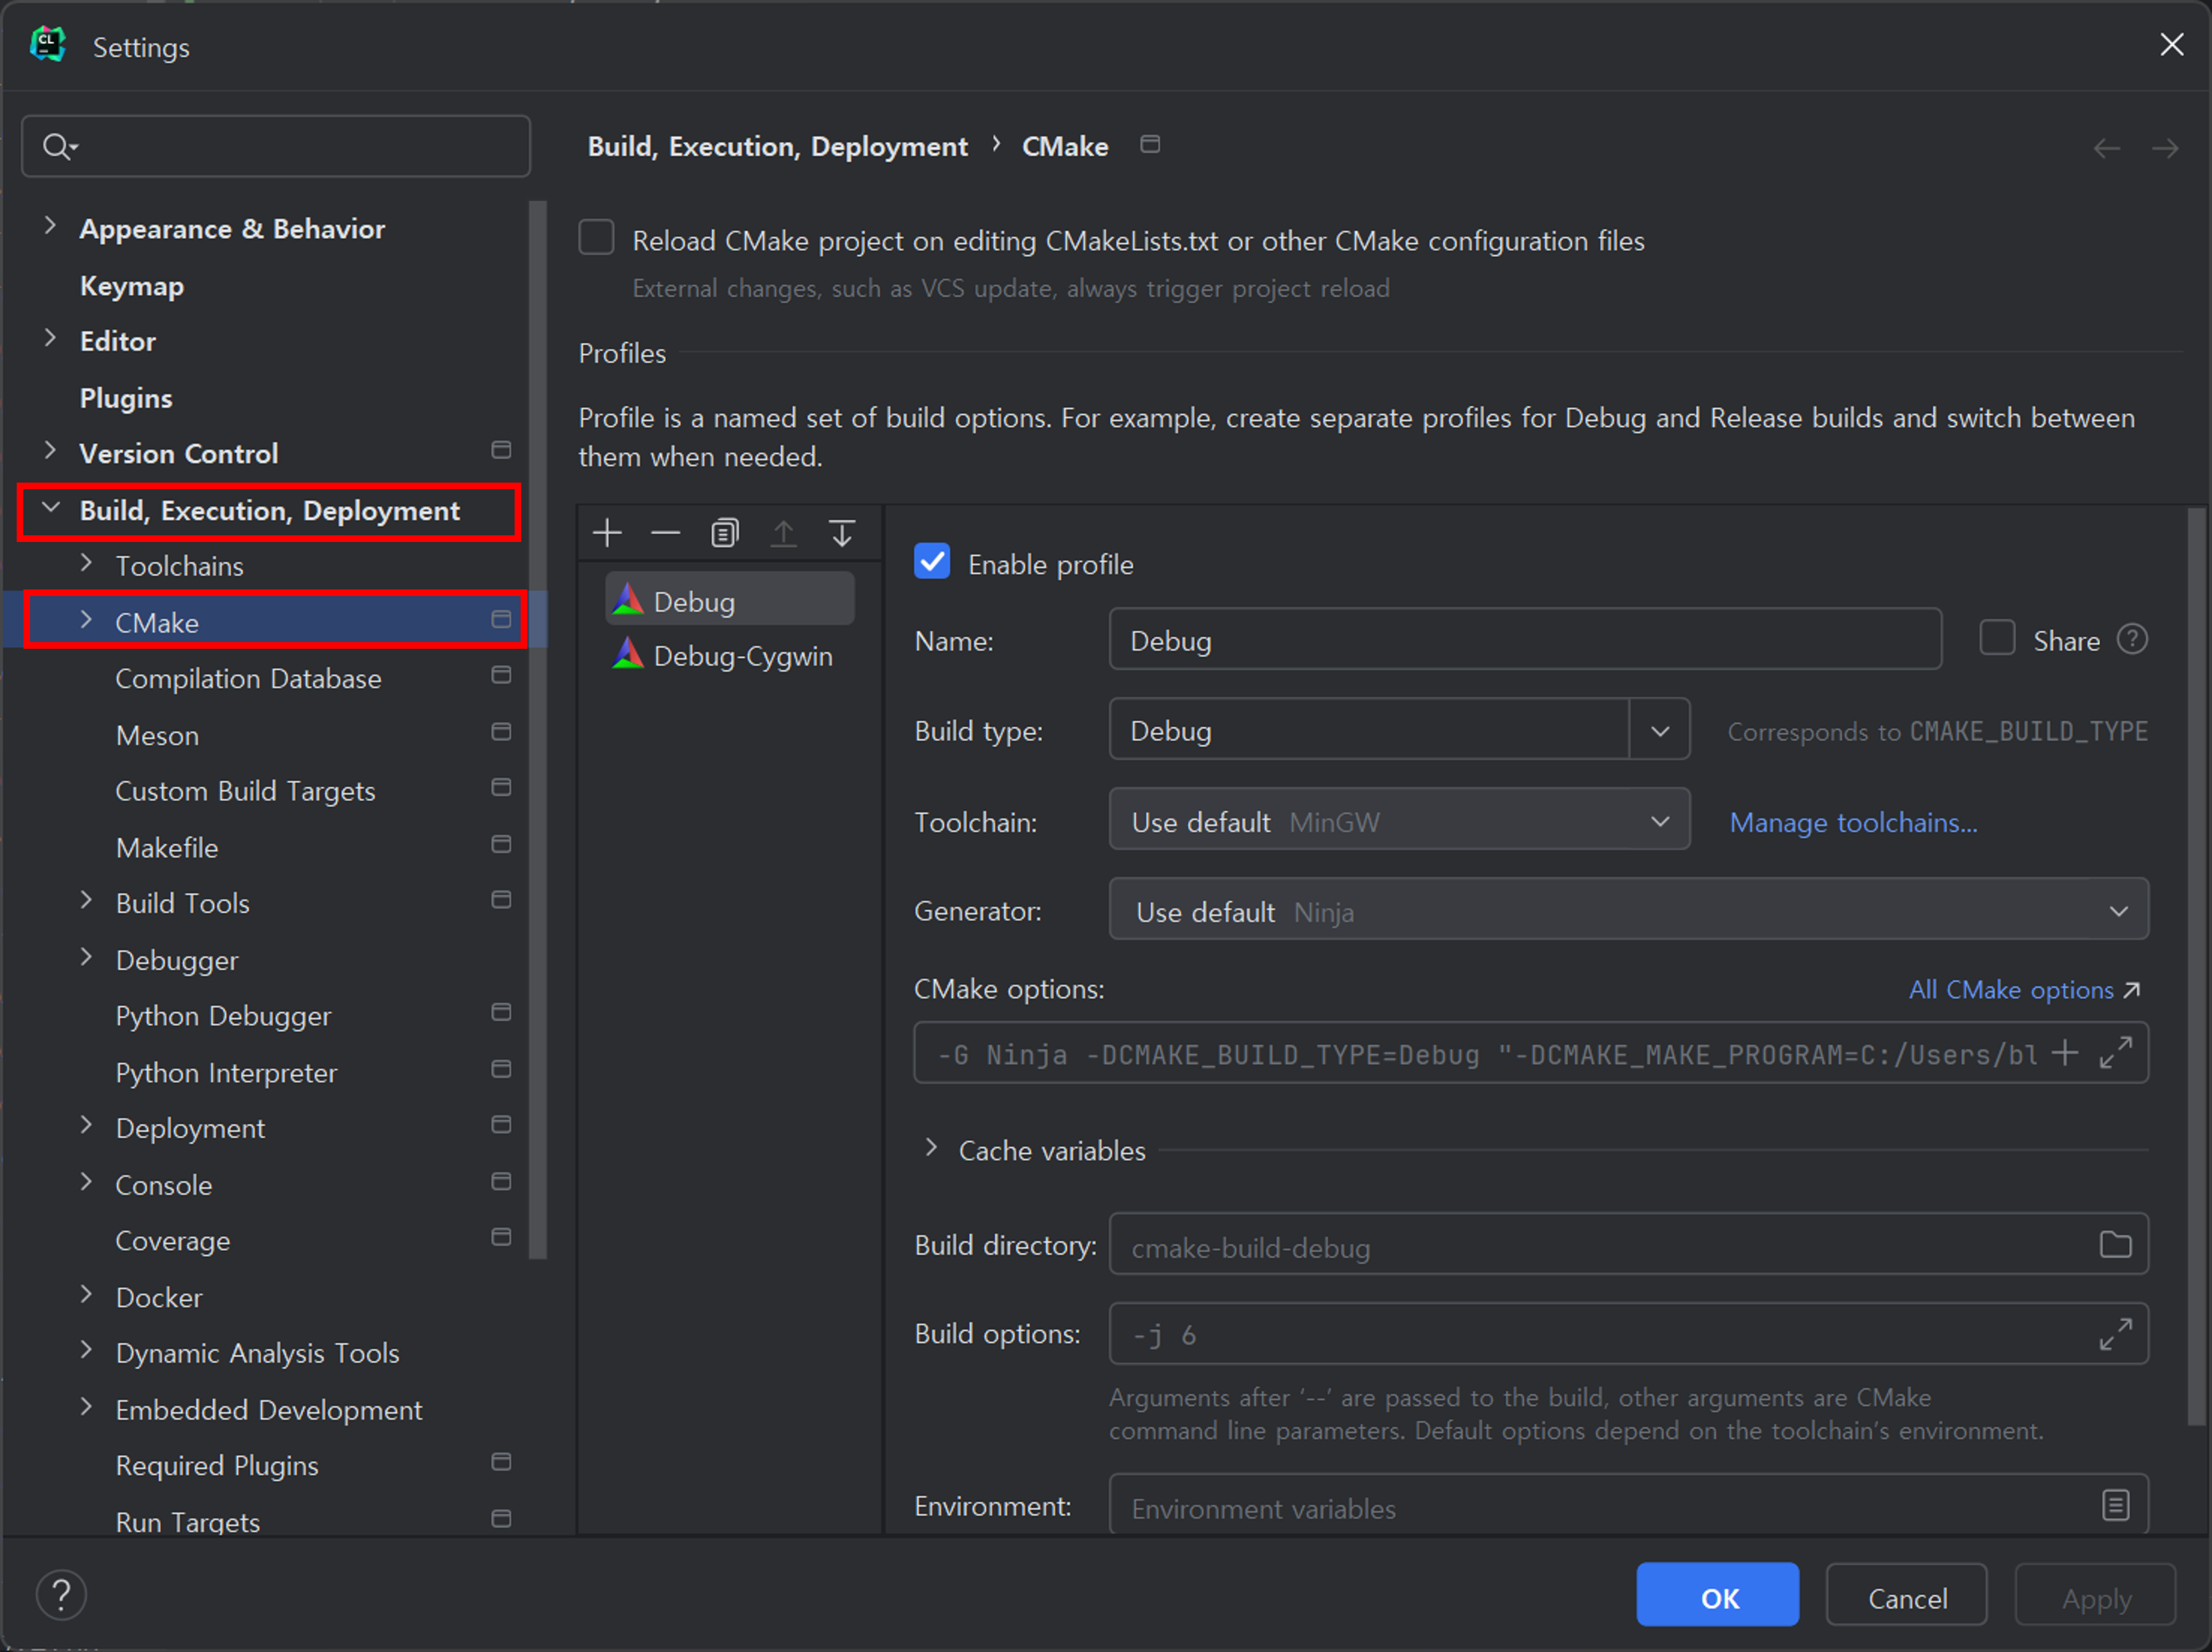 CL
Settings
Appearance & Behavior
Keymap
Editor
Plugins
Version Control
Build, Execution, Deployment
Toolchains
CMake
Compilation Database
Meson
Custom Build Targets
Makefile
Build Tools
Debugger
Python Debugger
Python Interpreter
Deployment
Console
Coverage
Docker
Dynamic Analysis Tools
Embedded Development
Required Plugins
Run Targets
Build, Execution, Deployment › CMake
Reload CMake project on editing CMakeLists.txt or other CMake configuration files
External changes, such as VCS update, always trigger project reload
Profiles
Profile is a named set of build options. For example, create separate profiles for Debug and Release builds and switch between
them when needed.
Debug
Debug-Cygwin
Enable profile
Name: Debug Share ?
Build type: Debug Corresponds to CMAKE_BUILD_TYPE
Toolchain: Use default MinGW Manage toolchains...
Generator: Use default Ninja
CMake options: All CMake options ↗
-G Ninja -DCMAKE_BUILD_TYPE=Debug "-DCMAKE_MAKE_PROGRAM=C:/Users/bl
Cache variables
Build directory: cmake-build-debug
Build options: -j 6
Arguments after ‘--’ are passed to the build, other arguments are CMake
command line parameters. Default options depend on the toolchain’s environment.
Environment: Environment variables
? OK Cancel Apply